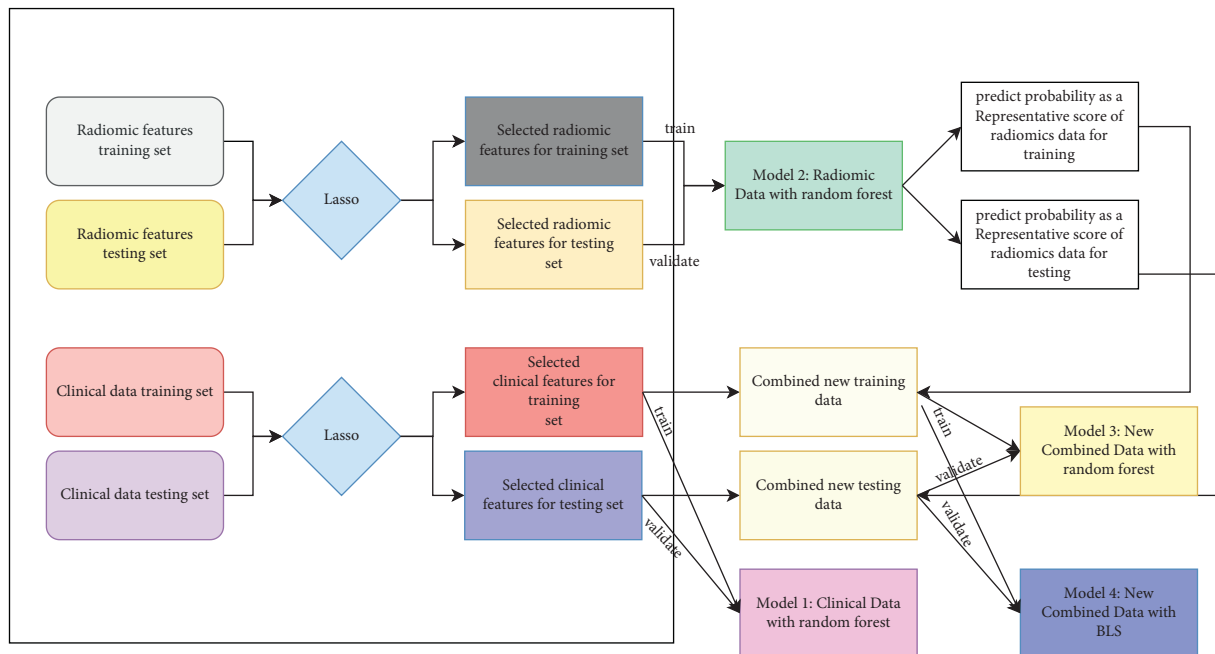 Radiomic features
training set
Radiomic features
testing set
Lasso
Selected radiomic
features for training set
Selected radiomic
features for testing
set
train
validate
Model 2: Radiomic
Data with random forest
predict probability as a
Representative score of
radiomics data for
training
predict probability as a
Representative score of
radiomics data for
testing
Clinical data training set
Clinical data testing set
Lasso
Selected
clinical features for
training
set
Selected clinical
features for testing set
train
validate
Combined new training
data
Combined new testing
data
train
validate
validate
Model 3: New
Combined Data with
random forest
Model 1: Clinical Data
with random forest
Model 4: New
Combined Data with
BLS